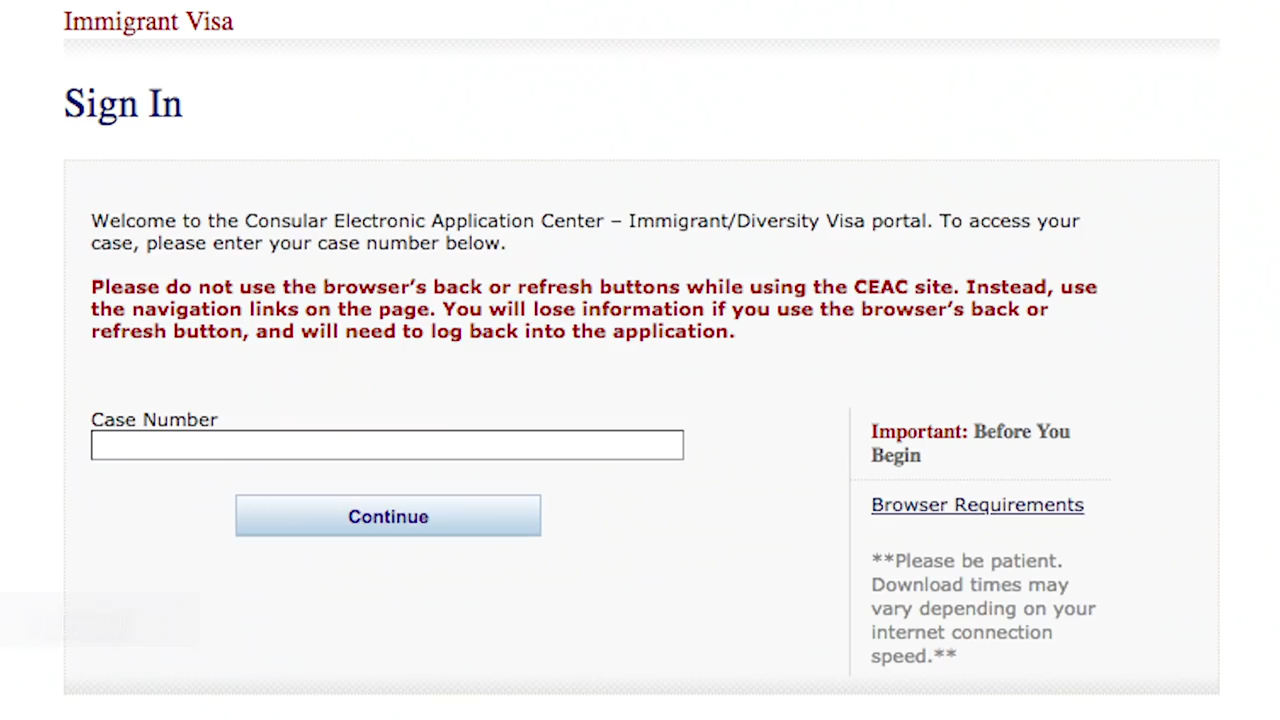 Immigrant Visa
Sign In
Welcome to the Consular Electronic Application Center – Immigrant/Diversity Visa portal. To access your
case, please enter your case number below.
Please do not use the browser’s back or refresh buttons while using the CEAC site. Instead, use
the navigation links on the page. You will lose information if you use the browser’s back or
refresh button, and will need to log back into the application.
Case Number
Continue
Important: Before You
Begin
Browser Requirements
**Please be patient.
Download times may
vary depending on your
internet connection
speed.**